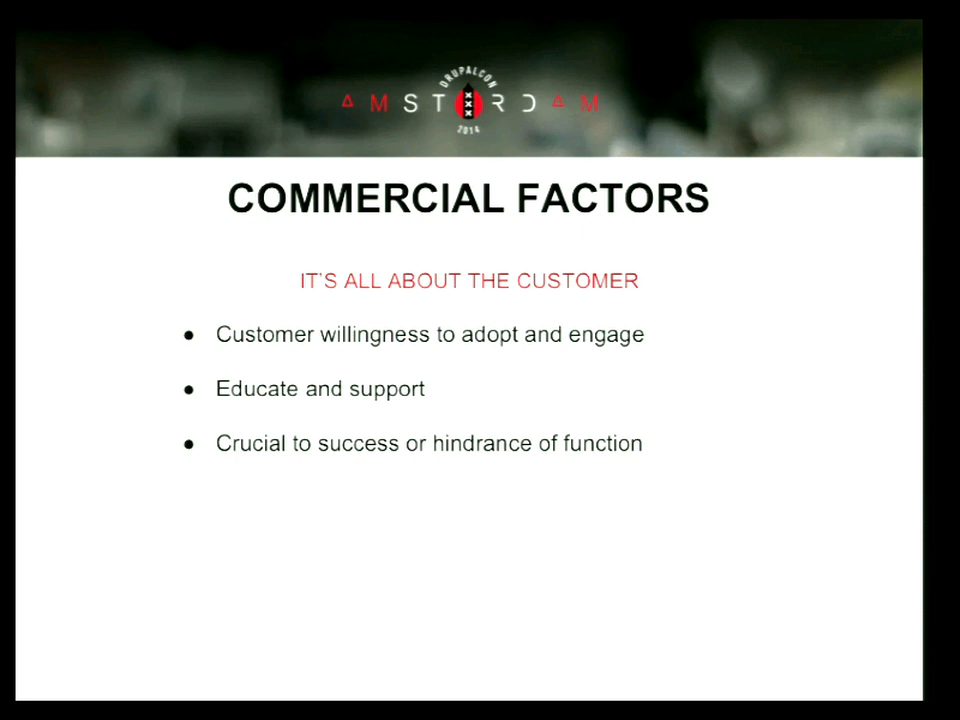 DRUPALCON
AMSTERDAM
2014
COMMERCIAL FACTORS
IT'S ALL ABOUT THE CUSTOMER
● Customer willingness to adopt and engage
● Educate and support
● Crucial to success or hindrance of function